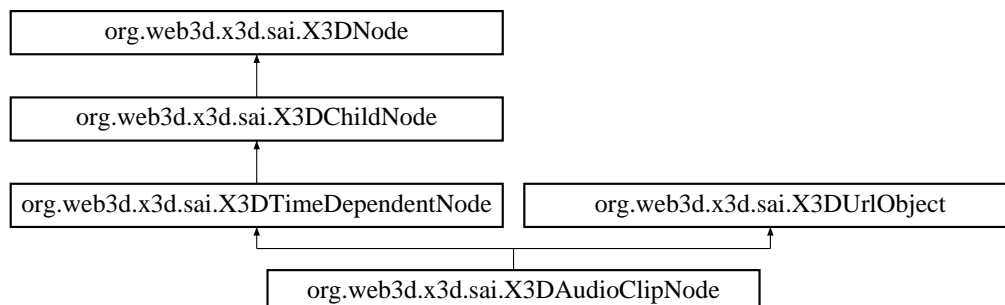 org.web3d.x3d.sai.X3DNode
org.web3d.x3d.sai.X3DChildNode
org.web3d.x3d.sai.X3DTimeDependentNode
org.web3d.x3d.sai.X3DUrlObject
org.web3d.x3d.sai.X3DAudioClipNode